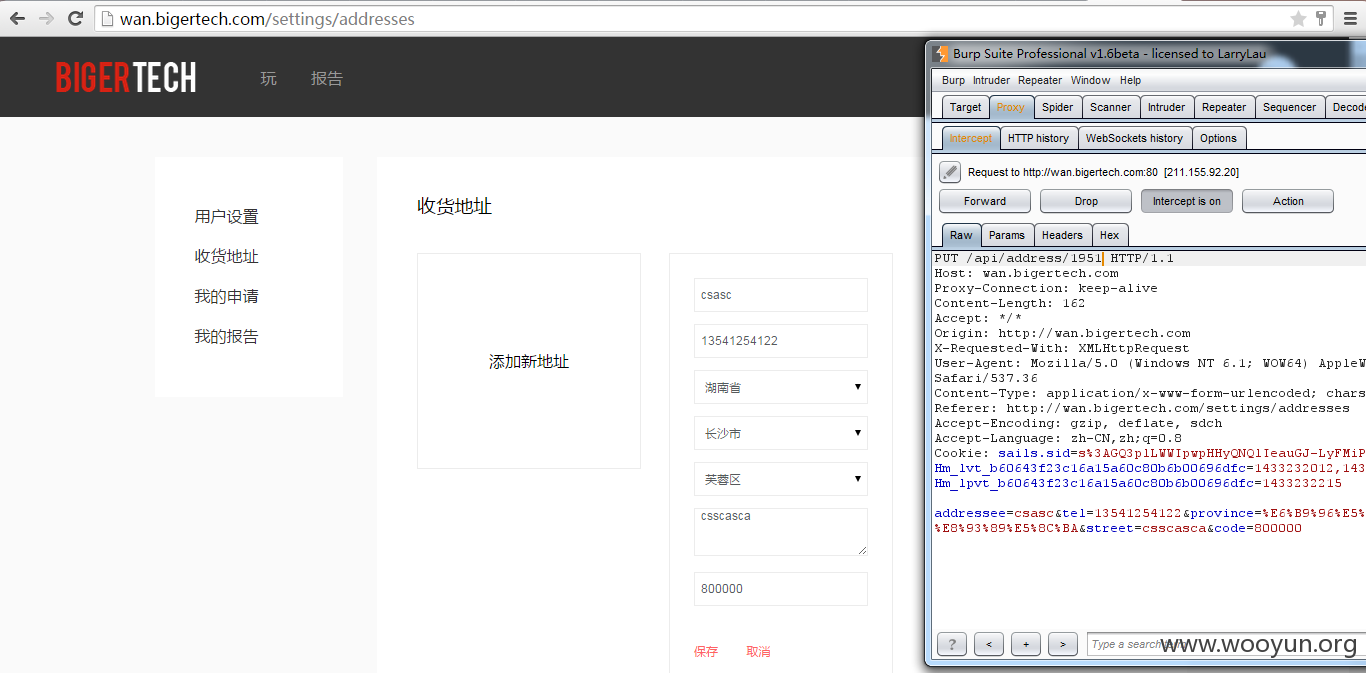 wan.bigertech.com/settings/addresses
BIGERTECH
玩
报告
用户设置
收货地址
我的申请
我的报告
收货地址
添加新地址
csasc
13541254122
湖南省
长沙市
芙蓉区
csscasca
800000
保存
取消
Burp Suite Professional v1.6beta - licensed to LarryLau
Burp Intruder Repeater Window Help
Target Proxy Spider Scanner Intruder Repeater Sequencer Decod
Intercept HTTP history WebSockets history Options
Request to http://wan.bigertech.com:80 [211.155.92.20]
Forward Drop Intercept is on Action
Raw Params Headers Hex
PUT /api/address/1951 HTTP/1.1
Host: wan.bigertech.com
Proxy-Connection: keep-alive
Content-Length: 162
Accept: */*
Origin: http://wan.bigertech.com
X-Requested-With: XMLHttpRequest
User-Agent: Mozilla/5.0 (Windows NT 6.1; WOW64) AppleW
Safari/537.36
Content-Type: application/x-www-form-urlencoded; chars
Referer: http://wan.bigertech.com/settings/addresses
Accept-Encoding: gzip, deflate, sdch
Accept-Language: zh-CN,zh;q=0.8
Cookie: sails.sid=s%3AGQ3plLWWIpwpHHyQNQlIeauGJ-LyFMiP
Hm_lvt_b60643f23c16a15a60c80b6b00696dfc=1433232012,143
Hm_lpvt_b60643f23c16a15a60c80b6b00696dfc=1433232215
addressee=csasc&tel=13541254122&province=%E6%B9%96%E5%
%E8%93%89%E5%8C%BA&street=csscasca&code=800000
? < + >
Type a search term
www.wooyun.org